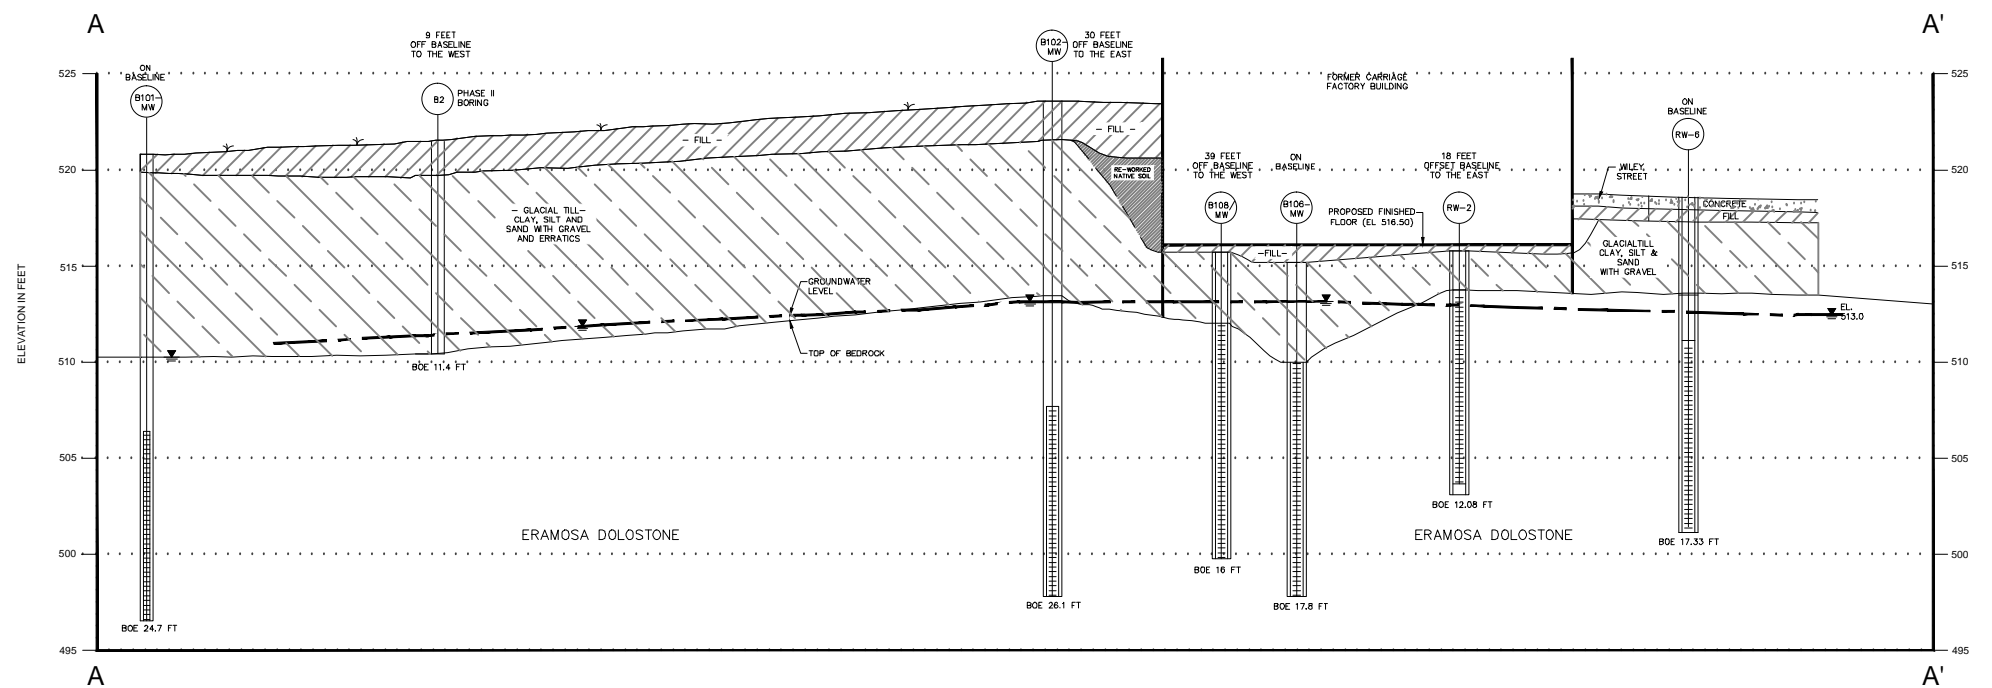 A
A'
9 FEET
OFF BASELINE
TO THE WEST
30 FEET
OFF BASELINE
TO THE EAST
B102-
MW
ON
BASELINE
B101-
MW
B2
PHASE II
BORING
FORMER CARRIAGE
FACTORY BUILDING
ON
BASELINE
RW-6
525
525
520
520
515
515
510
510
505
505
500
500
495
495
ELEVATION IN FEET
- FILL -
- FILL -
RE-WORKED
NATIVE SOIL
39 FEET
OFF BASELINE
TO THE WEST
B108/
MW
ON
BASELINE
B106-
MW
18 FEET
OFFSET BASELINE
TO THE EAST
RW-2
WILEY
STREET
CONCRETE
FILL
PROPOSED FINISHED
FLOOR (EL 516.50)
- GLACIAL TILL-
CLAY, SILT AND
SAND WITH GRAVEL
AND ERRATICS
-FILL-
GLACIALTILL
CLAY, SILT &
SAND
WITH GRAVEL
GROUNDWATER
LEVEL
EL.
513.0
TOP OF BEDROCK
BOE 11.4 FT
BOE 12.08 FT
ERAMOSA DOLOSTONE
ERAMOSA DOLOSTONE
BOE 17.33 FT
BOE 16 FT
BOE 26.1 FT
BOE 17.8 FT
BOE 24.7 FT
A
A'